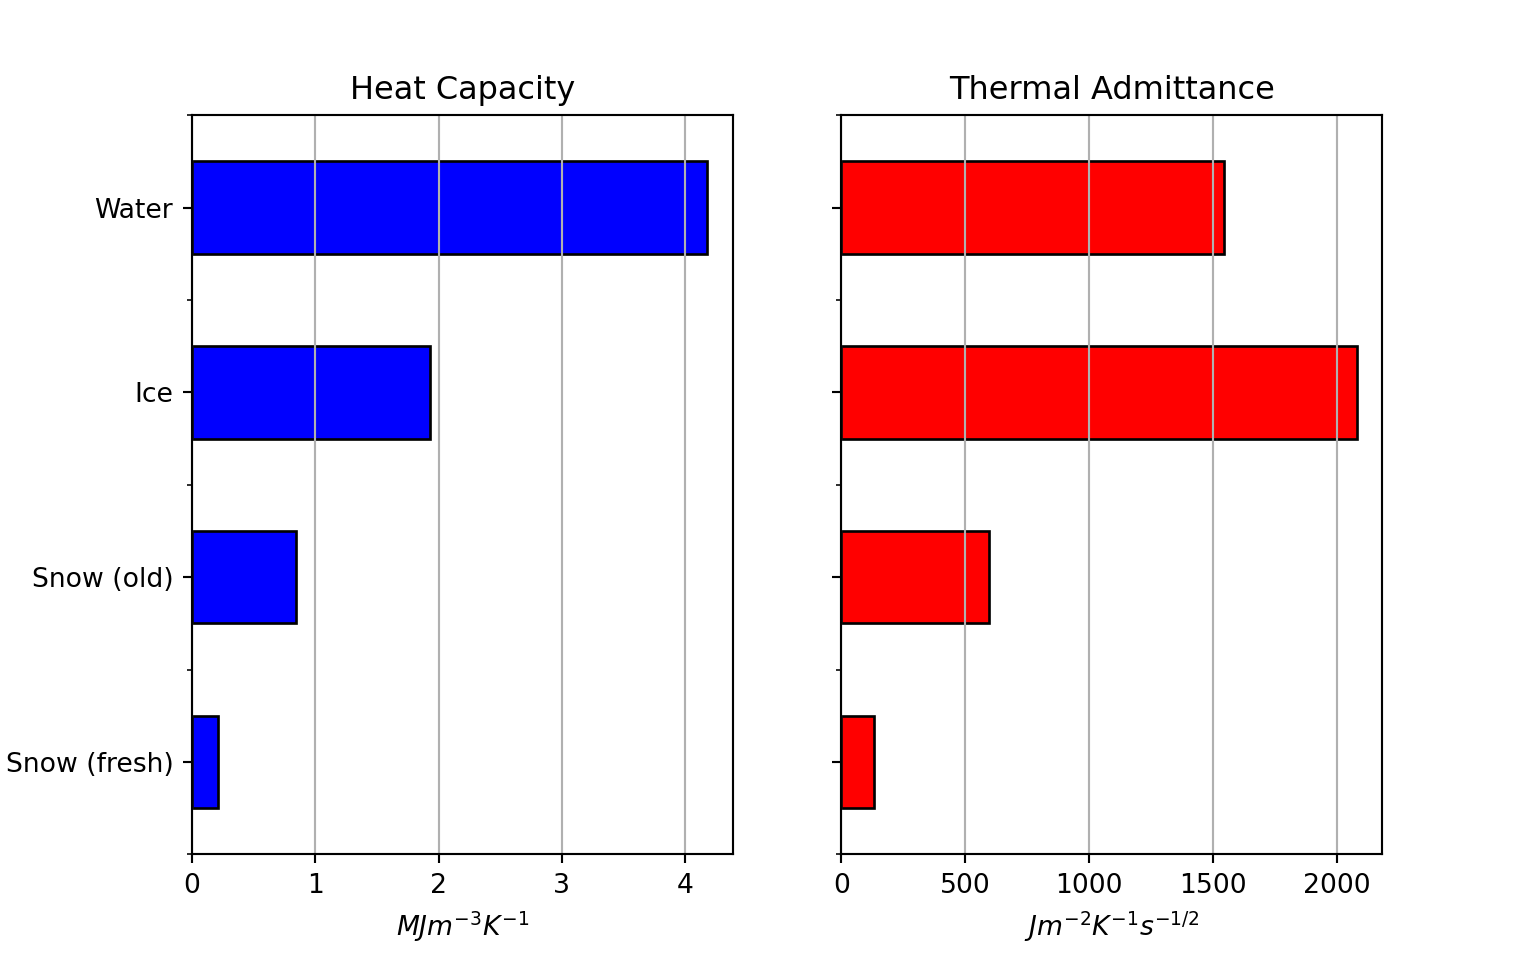 Heat Capacity
Water
Ice
Snow (old)
Snow (fresh)
0 1 2 3 4
MJm⁻³K⁻¹
Thermal Admittance
0 500 1000 1500 2000
Jm⁻²K⁻¹s⁻¹/²